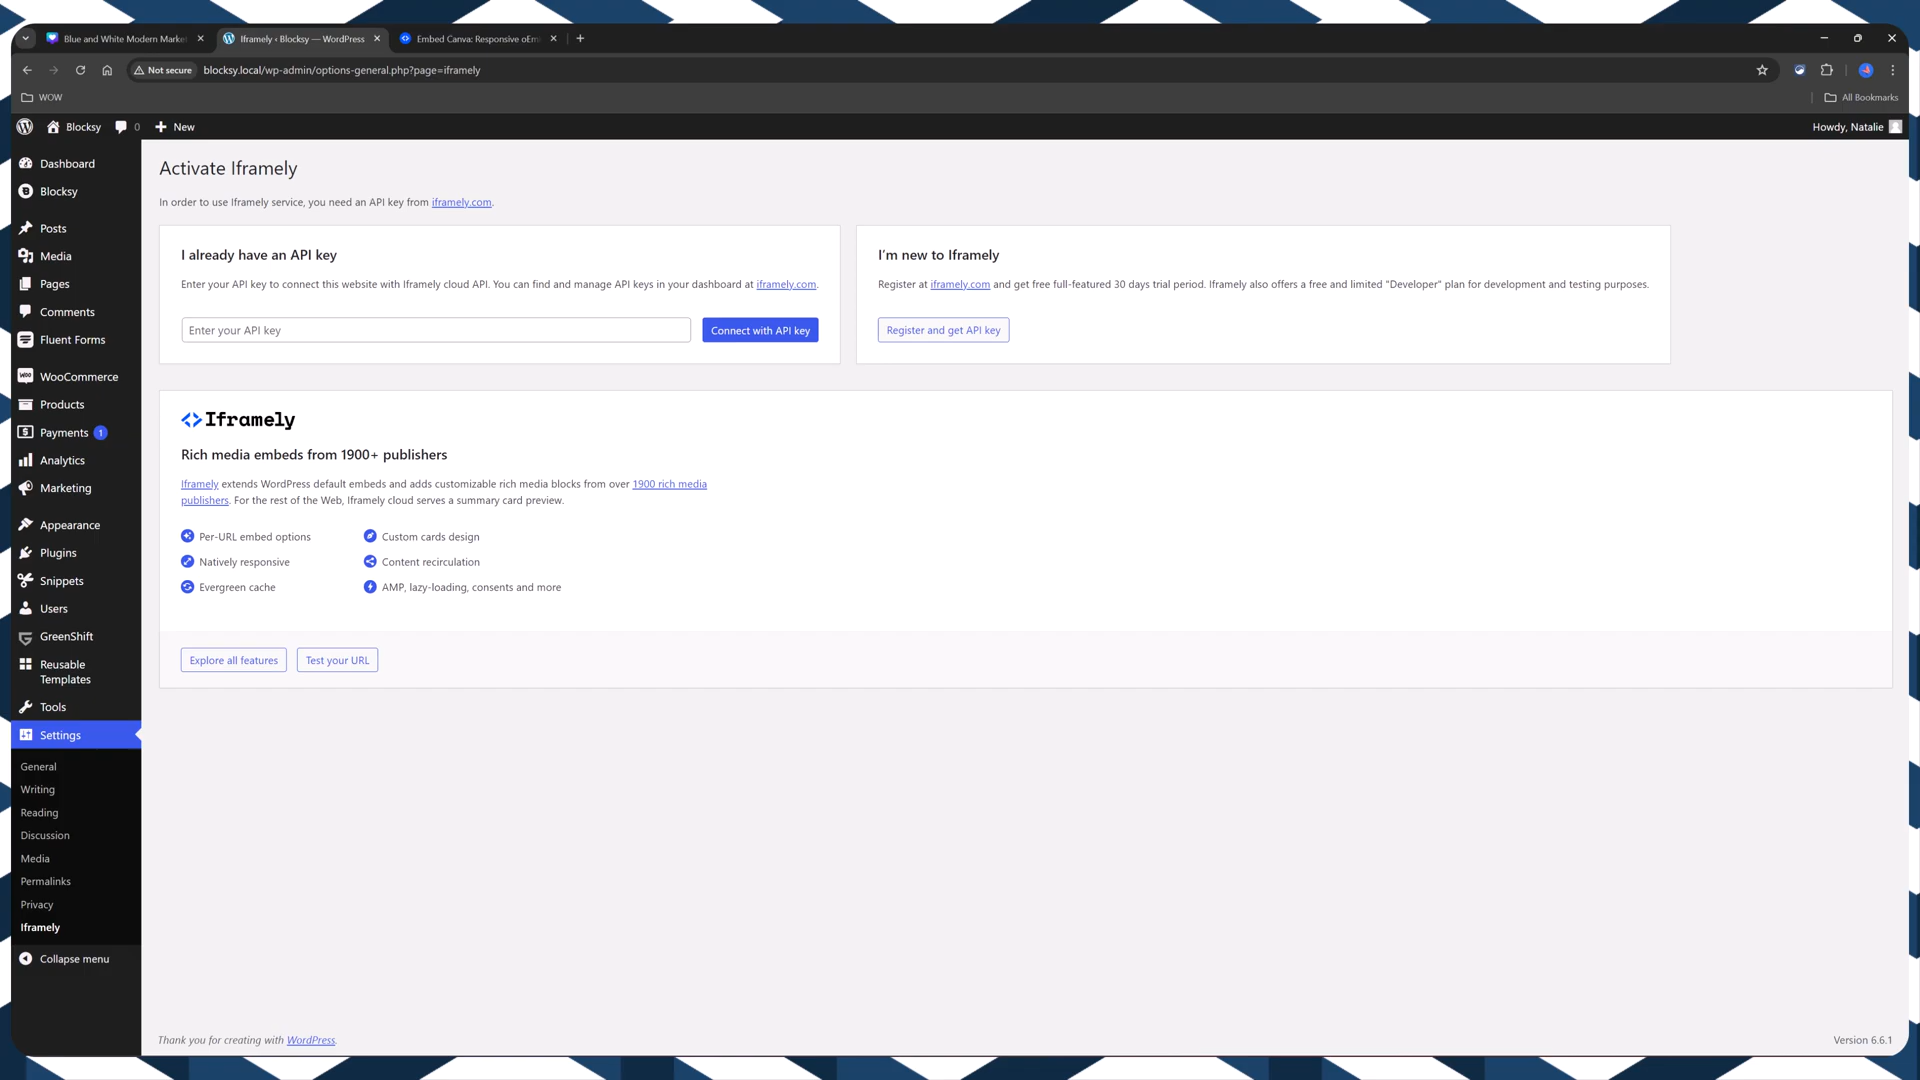 Blue and White Modern Marke
Iframely ‹ Blocksy — WordPress
Embed Canva: Responsive oEm
Not secure
blocksy.local/wp-admin/options-general.php?page=iframely
WOW
All Bookmarks
Blocksy
0
New
Howdy, Natalie
Dashboard
Blocksy
Posts
Media
Pages
Comments
Fluent Forms
WooCommerce
Products
Payments 1
Analytics
Marketing
Appearance
Plugins
Snippets
Users
GreenShift
Reusable
Templates
Tools
Settings
General
Writing
Reading
Discussion
Media
Permalinks
Privacy
Iframely
Collapse menu
Activate Iframely
In order to use Iframely service, you need an API key from iframely.com.
I already have an API key
Enter your API key to connect this website with Iframely cloud API. You can find and manage API keys in your dashboard at iframely.com.
Enter your API key
Connect with API key
I'm new to Iframely
Register at iframely.com and get free full-featured 30 days trial period. Iframely also offers a free and limited "Developer" plan for development and testing purposes.
Register and get API key
Iframely
Rich media embeds from 1900+ publishers
Iframely extends WordPress default embeds and adds customizable rich media blocks from over 1900 rich media
publishers. For the rest of the Web, Iframely cloud serves a summary card preview.
Per-URL embed options
Custom cards design
Natively responsive
Content recirculation
Evergreen cache
AMP, lazy-loading, consents and more
Explore all features
Test your URL
Thank you for creating with WordPress.
Version 6.6.1